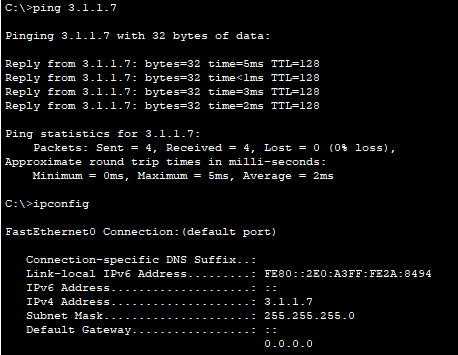 C:\>ping 3.1.1.7
Pinging 3.1.1.7 with 32 bytes of data:
Reply from 3.1.1.7: bytes=32 time=5ms TTL=128
Reply from 3.1.1.7: bytes=32 time<1ms TTL=128
Reply from 3.1.1.7: bytes=32 time=3ms TTL=128
Reply from 3.1.1.7: bytes=32 time=2ms TTL=128
Ping statistics for 3.1.1.7:
Packets: Sent = 4, Received = 4, Lost = 0 (0% loss),
Approximate round trip times in milli-seconds:
Minimum = 0ms, Maximum = 5ms, Average = 2ms
C:\>ipconfig
FastEthernet0 Connection:(default port)
Connection-specific DNS Suffix..:
Link-local IPv6 Address.........: FE80::2E0:A3FF:FE2A:8494
IPv6 Address....................: ::
IPv4 Address....................: 3.1.1.7
Subnet Mask.....................: 255.255.255.0
Default Gateway.................: ::
0.0.0.0